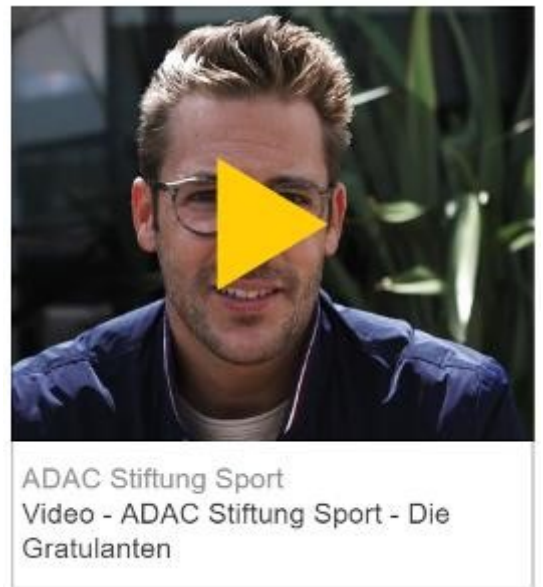 ADAC Stiftung Sport
Video - ADAC Stiftung Sport - Die
Gratulanten